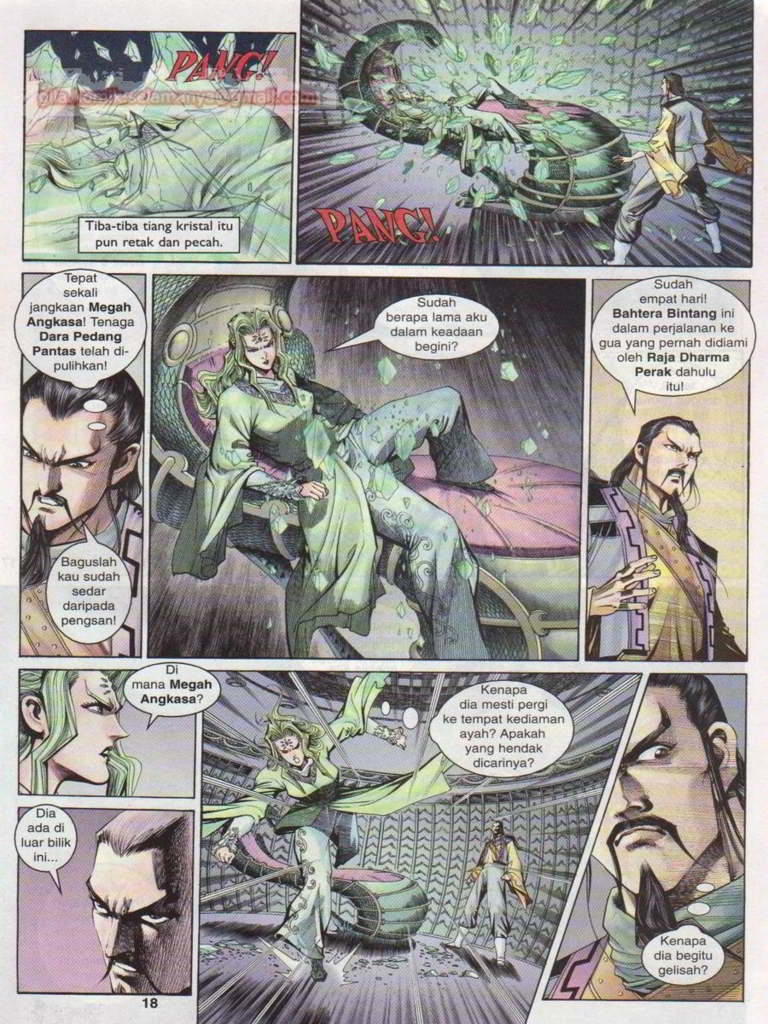 PANG!
Tiba-tiba tiang kristal itu
pun retak dan pecah.
PANG!
Tepat
sekali
jangkaan Megah
Angkasa! Tenaga
Dara Pedang
Pantas telah di-
pulihkan!
Baguslah
kau sudah
sedar
daripada
pengsan!
Sudah
berapa lama aku
dalam keadaan
begini?
Sudah
empat hari!
Bahtera Bintang ini
dalam perjalanan ke
gua yang pernah didiami
oleh Raja Dharma
Perak dahulu
itu!
Di
mana Megah
Angkasa?
Dia
ada di
luar bilik
ini...
Kenapa
dia mesti pergi
ke tempat kediaman
ayah? Apakah
yang hendak
dicarinya?
Kenapa
dia begitu
gelisah?
18